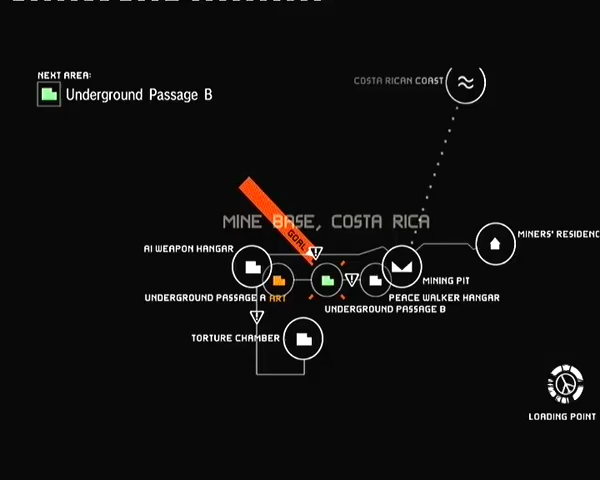 NEXT AREA:
Underground Passage B
COSTA RICAN COAST
MINE BASE, COSTA RICA
GOAL
MINERS' RESIDENC
AI WEAPON HANGAR
MINING PIT
UNDERGROUND PASSAGE A
PEACE WALKER HANGAR
UNDERGROUND PASSAGE B
TORTURE CHAMBER
LOADING POINT